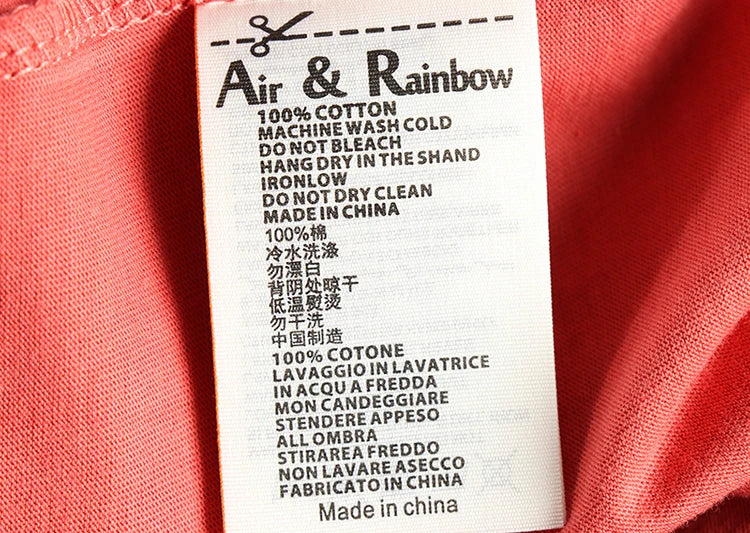 Air & Rainbow
100% COTTON
MACHINE WASH COLD
DO NOT BLEACH
HANG DRY IN THE SHAND
IRONLOW
DO NOT DRY CLEAN
MADE IN CHINA
100%棉
冷水洗涤
勿漂白
背阴处晾干
低温熨烫
勿干洗
中国制造
100% COTONE
LAVAGGIO IN LAVATRICE
IN ACQU A FREDDA
MON CANDEGGIARE
STENDERE APPESO
ALL OMBRA
STIRAREA FREDDO
NON LAVARE ASECCO
FABRICATO IN CHINA
Made in china